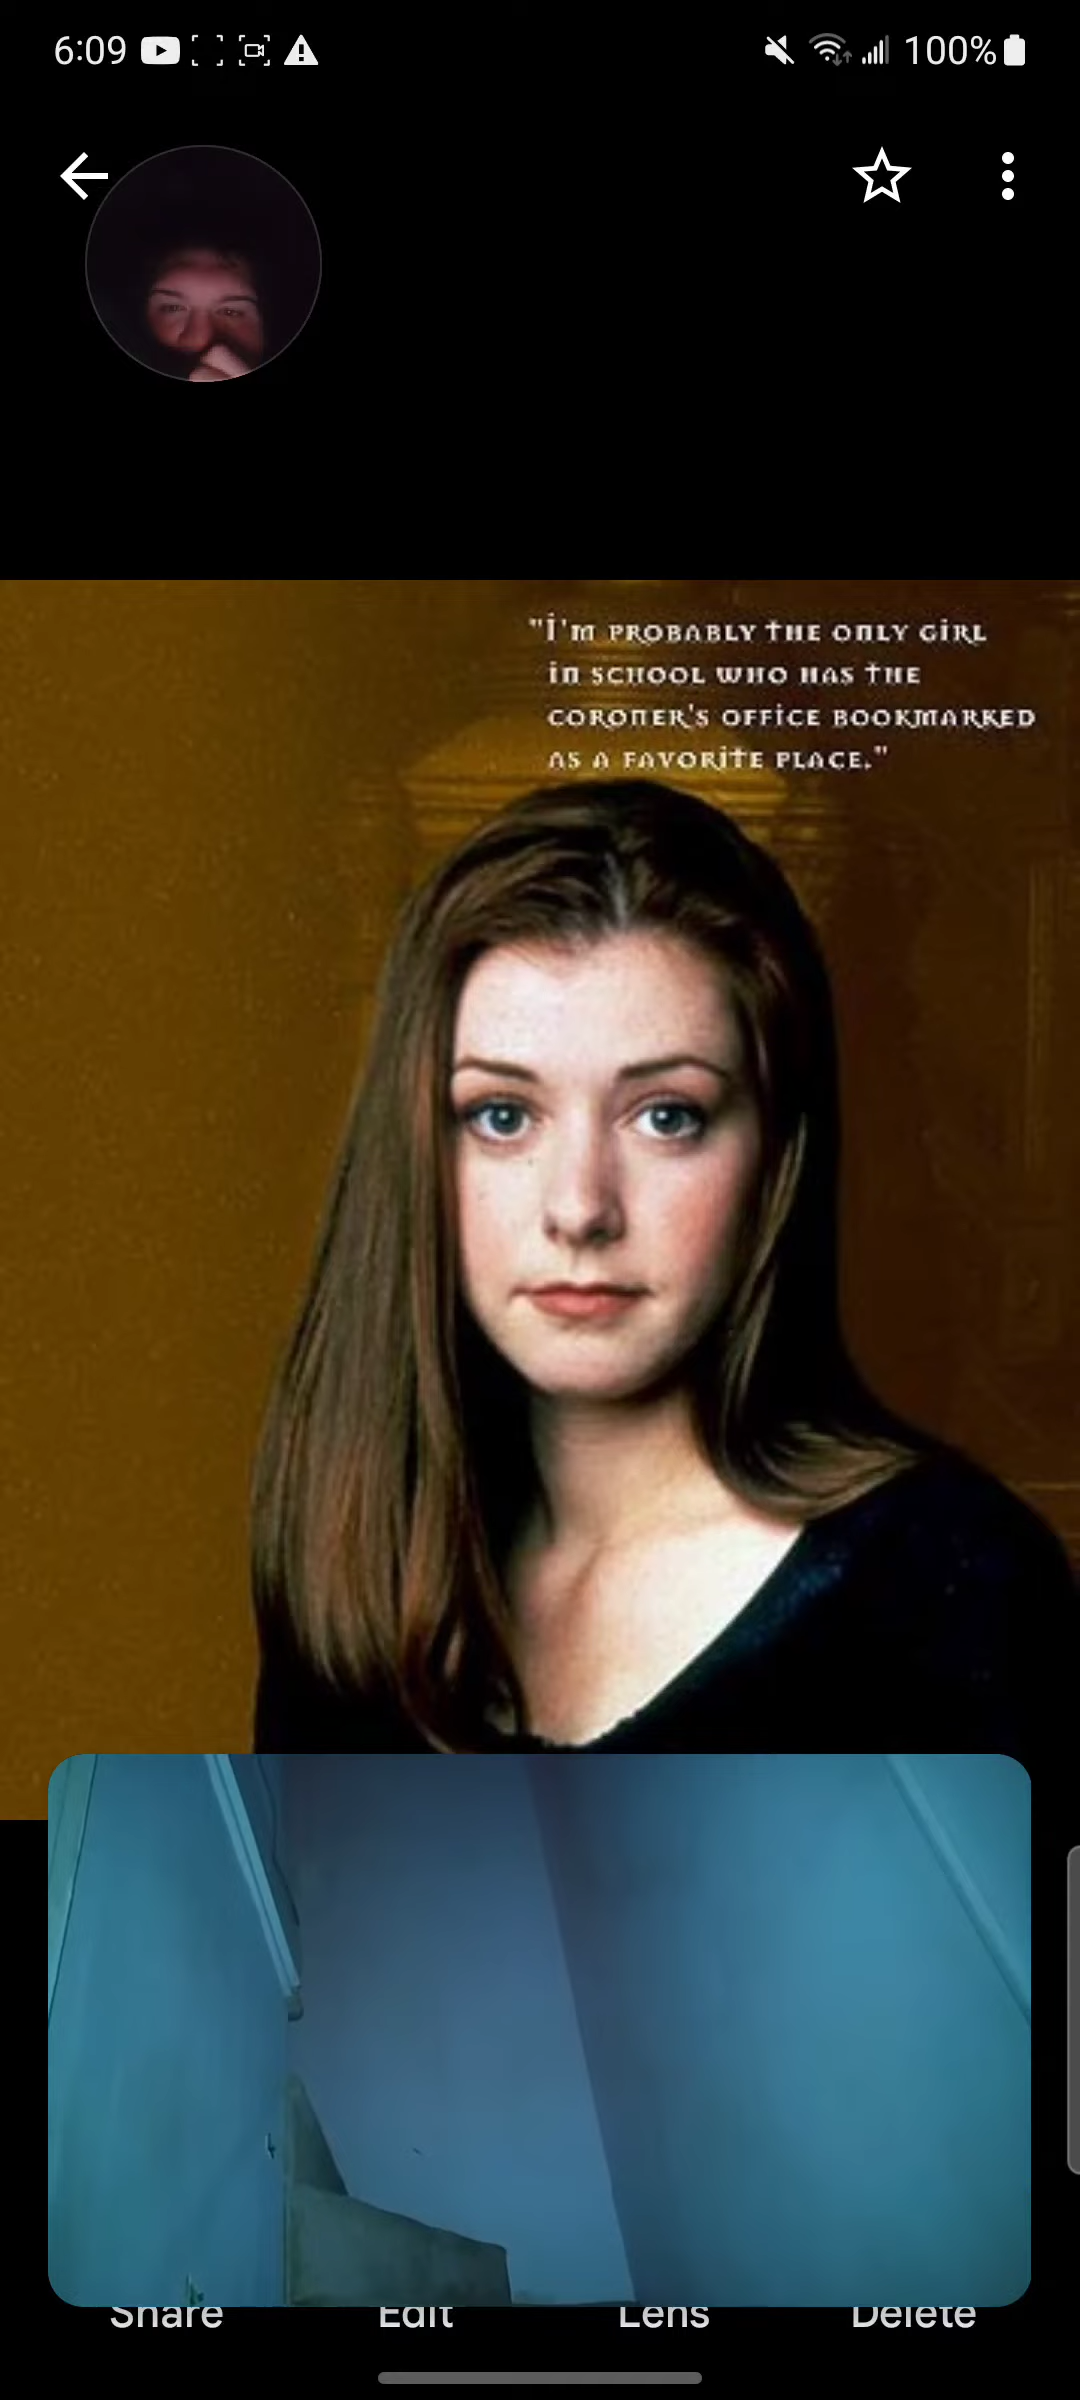 6:09
100%
"I'm probably the only girl
in school who has the
coroner's office bookmarked
as a favorite place."
Share
Edit
Lens
Delete